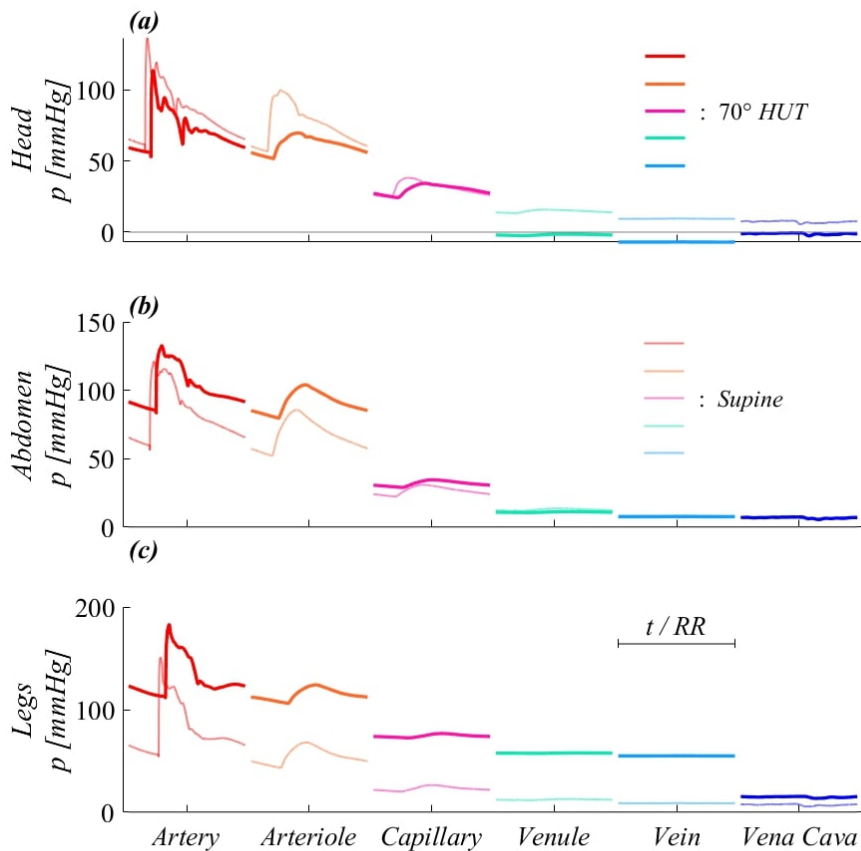 (a)
Head
p [mmHg]
100
50
0
: 70° HUT
(b)
Abdomen
p [mmHg]
150
100
50
0
: Supine
(c)
Legs
p [mmHg]
200
100
0
t / RR
Artery Arteriole Capillary Venule Vein Vena Cava